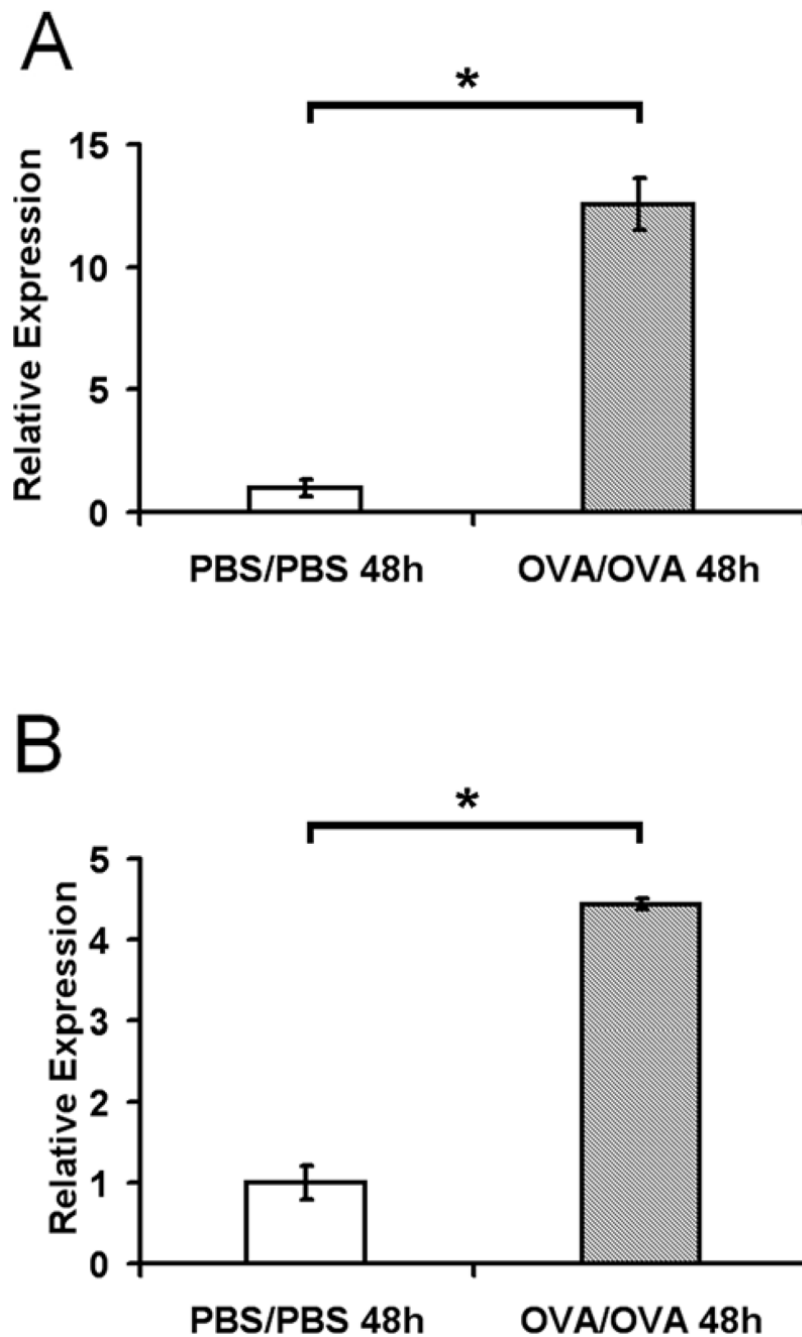 A
*
Relative Expression
15
10
5
0
PBS/PBS 48h OVA/OVA 48h
B
*
Relative Expression
5
4
3
2
1
0
PBS/PBS 48h OVA/OVA 48h